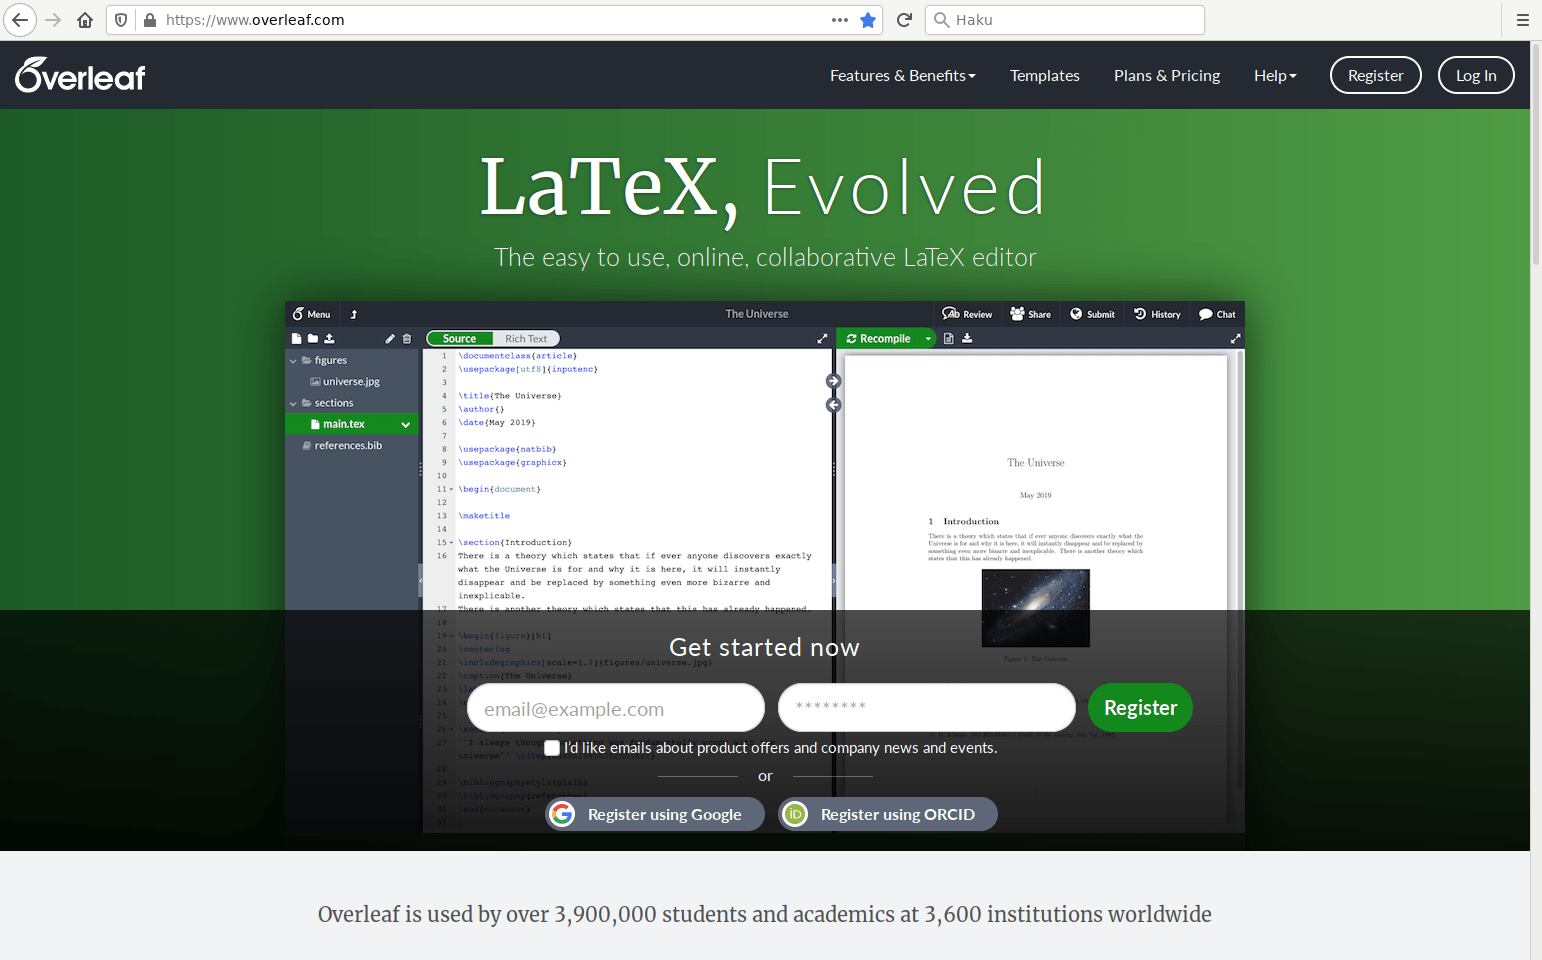 https://www.overleaf.com
Haku
Overleaf
Features & Benefits
Templates
Plans & Pricing
Help
Register
Log In
LaTeX, Evolved
The easy to use, online, collaborative LaTeX editor
Menu
The Universe
Review
Share
Submit
History
Chat
Source
Rich Text
Recompile
figures
universe.jpg
sections
main.tex
references.bib
1 \documentclass{article}
2 \usepackage[utf8]{inputenc}
3
4 \title{The Universe}
5 \author{}
6 \date{May 2019}
7
8 \usepackage{natbib}
9 \usepackage{graphicx}
10
11 \begin{document}
12
13 \maketitle
14
15 \section{Introduction}
16 There is a theory which states that if ever anyone discovers exactly
what the Universe is for and why it is here, it will instantly
disappear and be replaced by something even more bizarre and
inexplicable.
17 There is another theory which states that this has already happened.
18
19 \begin{figure}[h!]
20 \centering
21 \includegraphics[scale=1.7]{figures/universe.jpg}
22 \caption{The Universe}
The Universe
May 2019
1 Introduction
There is a theory which states that if ever anyone discovers exactly what the
Universe is for and why it is here, it will instantly disappear and be replaced by
something even more bizarre and inexplicable. There is another theory which
states that this has already happened.
Figure 1: The Universe
Get started now
email@example.com
********
Register
I'd like emails about product offers and company news and events.
or
Register using Google
Register using ORCID
29 \bibliographystyle{plain}
30 \bibliography{references}
31 \end{document}
Overleaf is used by over 3,900,000 students and academics at 3,600 institutions worldwide